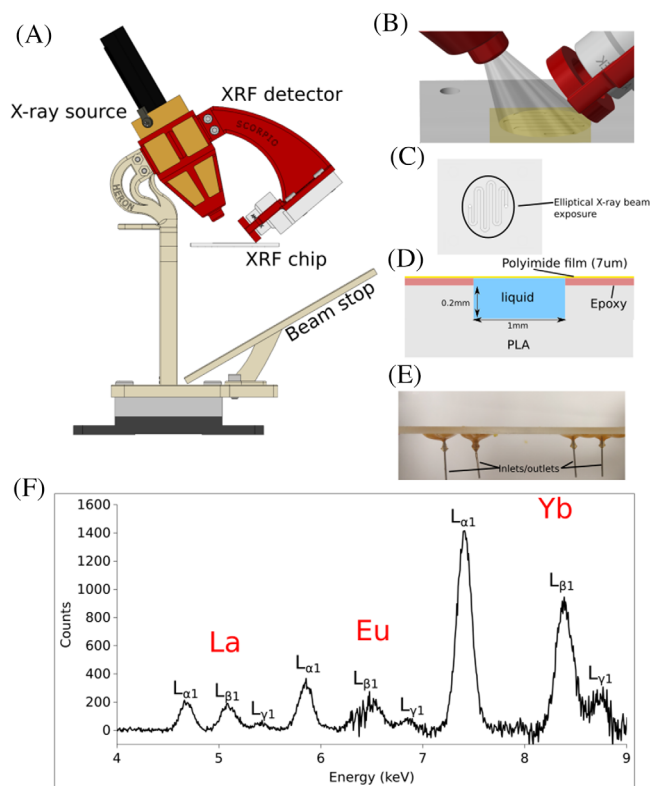 (A)
X-ray source
XRF detector
SCORPIO
HERON
XRF chip
Beam stop
(B)
(C)
Elliptical X-ray beam
exposure
(D)
Polyimide film (7um)
0.2mm
liquid
Epoxy
1mm
PLA
(E)
Inlets/outlets
(F)
1600
1400
1200
1000
800
600
400
200
0
Counts
La
Lα1
Lβ1
Lγ1
Eu
Lα1
Lβ1
Lγ1
Yb
Lα1
Lβ1
Lγ1
4
5
6
7
8
9
Energy (keV)